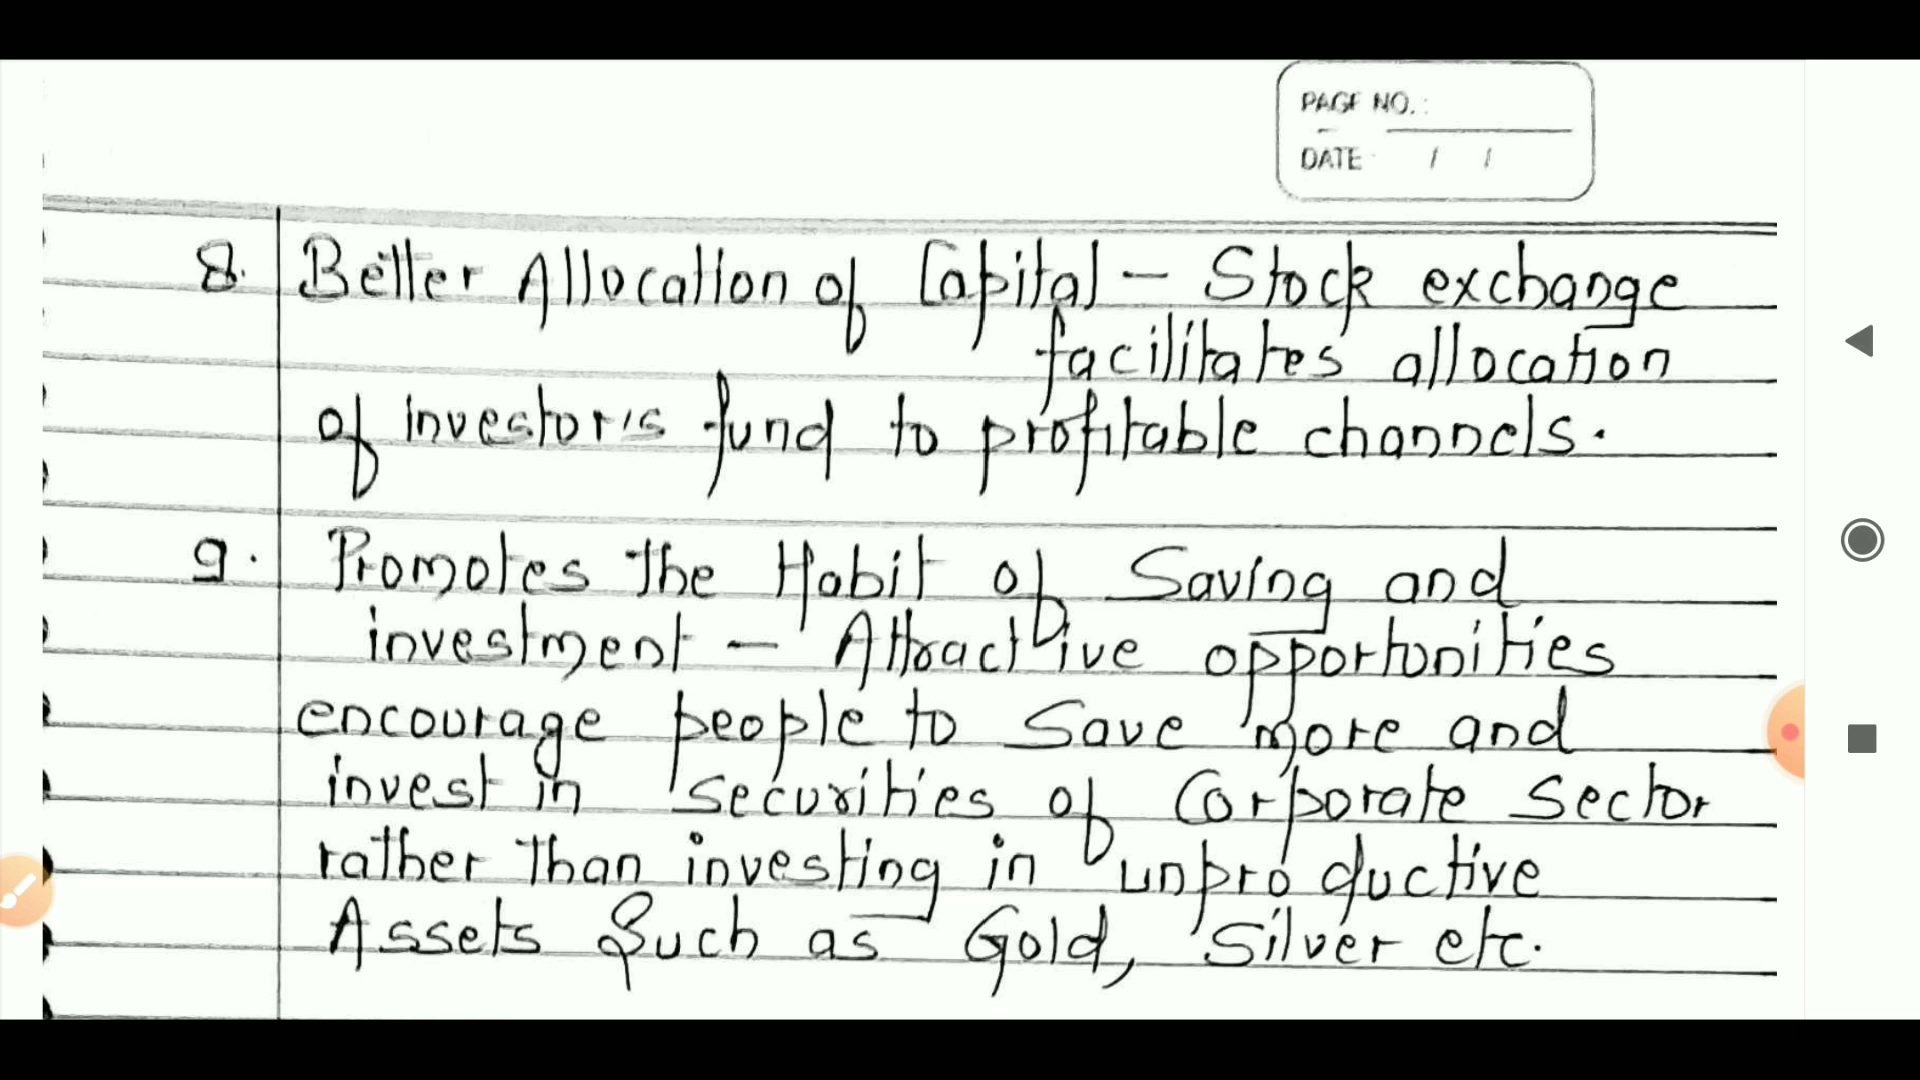 PAGE NO.:
DATE / /
8. Better Allocation of Capital – Stock exchange
facilitates allocation
of investor's fund to profitable channels.
9. Promotes the Habit of Saving and
investment – Attractive opportunities
encourage people to Save more and
invest in securities of Corporate Sector
rather than investing in unproductive
Assets Such as Gold, Silver etc.